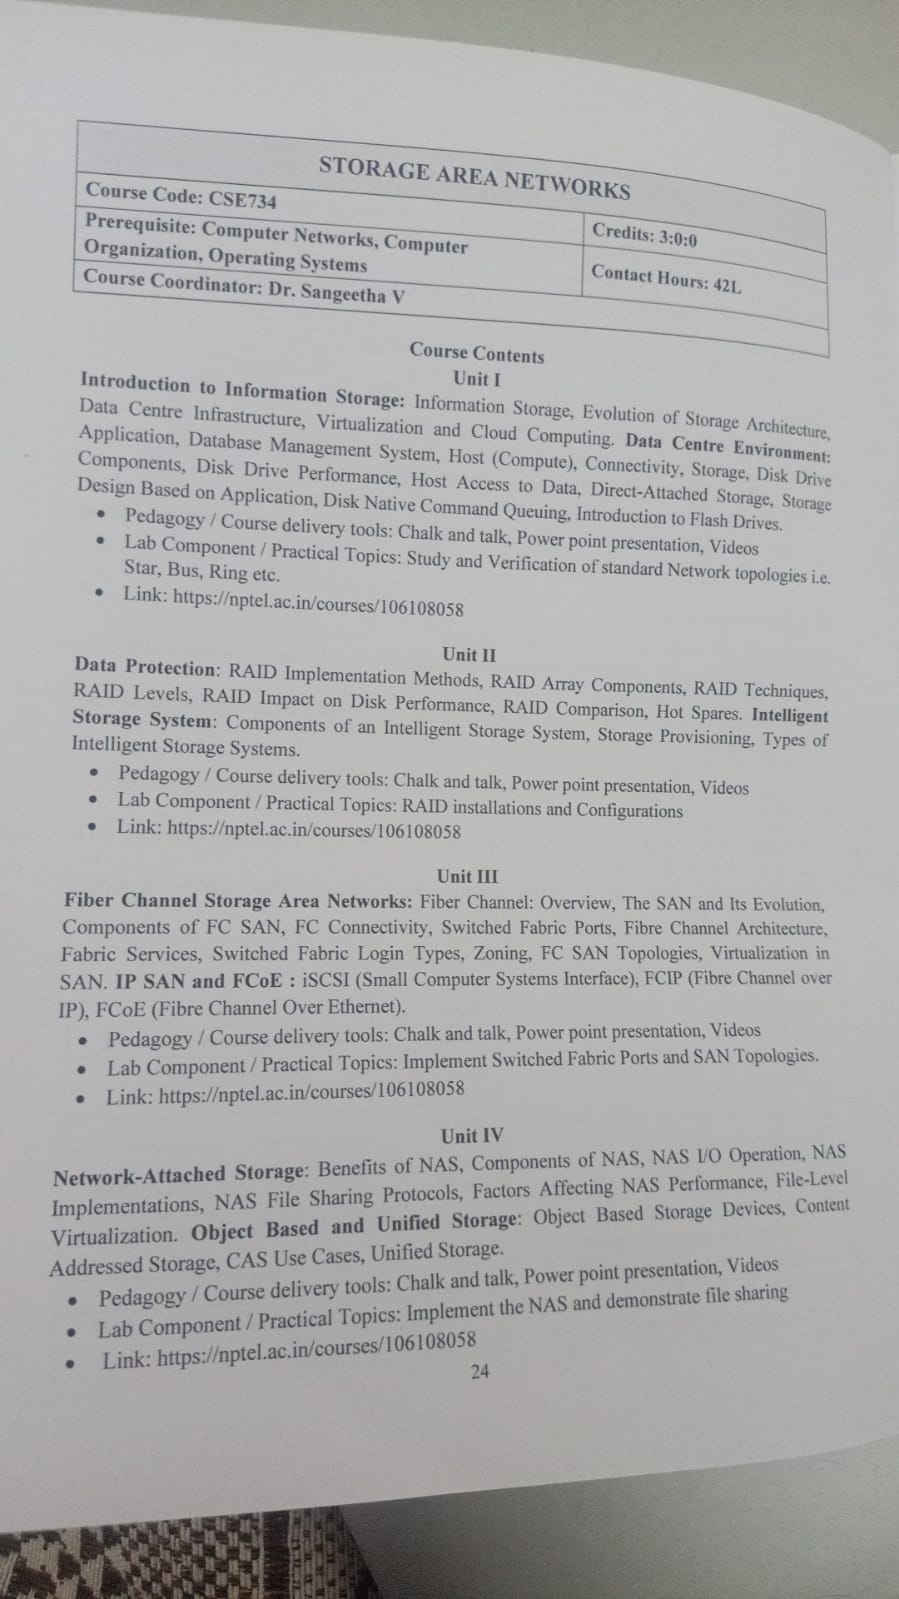 STORAGE AREA NETWORKS
Course Code: CSE734
Credits: 3:0:0
Prerequisite: Computer Networks, Computer
Organization, Operating Systems
Contact Hours: 42L
Course Coordinator: Dr. Sangeetha V
Course Contents
Unit I
Introduction to Information Storage: Information Storage, Evolution of Storage Architecture,
Data Centre Infrastructure, Virtualization and Cloud Computing. Data Centre Environment:
Application, Database Management System, Host (Compute), Connectivity, Storage, Disk Drive
Components, Disk Drive Performance, Host Access to Data, Direct-Attached Storage, Storage
Design Based on Application, Disk Native Command Queuing, Introduction to Flash Drives.
• Pedagogy / Course delivery tools: Chalk and talk, Power point presentation, Videos
• Lab Component / Practical Topics: Study and Verification of standard Network topologies i.e.
Star, Bus, Ring etc.
• Link: https://nptel.ac.in/courses/106108058
Unit II
Data Protection: RAID Implementation Methods, RAID Array Components, RAID Techniques,
RAID Levels, RAID Impact on Disk Performance, RAID Comparison, Hot Spares. Intelligent
Storage System: Components of an Intelligent Storage System, Storage Provisioning, Types of
Intelligent Storage Systems.
• Pedagogy / Course delivery tools: Chalk and talk, Power point presentation, Videos
• Lab Component / Practical Topics: RAID installations and Configurations
• Link: https://nptel.ac.in/courses/106108058
Unit III
Fiber Channel Storage Area Networks: Fiber Channel: Overview, The SAN and Its Evolution,
Components of FC SAN, FC Connectivity, Switched Fabric Ports, Fibre Channel Architecture,
Fabric Services, Switched Fabric Login Types, Zoning, FC SAN Topologies, Virtualization in
SAN. IP SAN and FCoE : iSCSI (Small Computer Systems Interface), FCIP (Fibre Channel over
IP), FCoE (Fibre Channel Over Ethernet).
• Pedagogy / Course delivery tools: Chalk and talk, Power point presentation, Videos
• Lab Component / Practical Topics: Implement Switched Fabric Ports and SAN Topologies.
• Link: https://nptel.ac.in/courses/106108058
Unit IV
Network-Attached Storage: Benefits of NAS, Components of NAS, NAS I/O Operation, NAS
Implementations, NAS File Sharing Protocols, Factors Affecting NAS Performance, File-Level
Virtualization. Object Based and Unified Storage: Object Based Storage Devices, Content
Addressed Storage, CAS Use Cases, Unified Storage.
• Pedagogy / Course delivery tools: Chalk and talk, Power point presentation, Videos
• Lab Component / Practical Topics: Implement the NAS and demonstrate file sharing
• Link: https://nptel.ac.in/courses/106108058
24